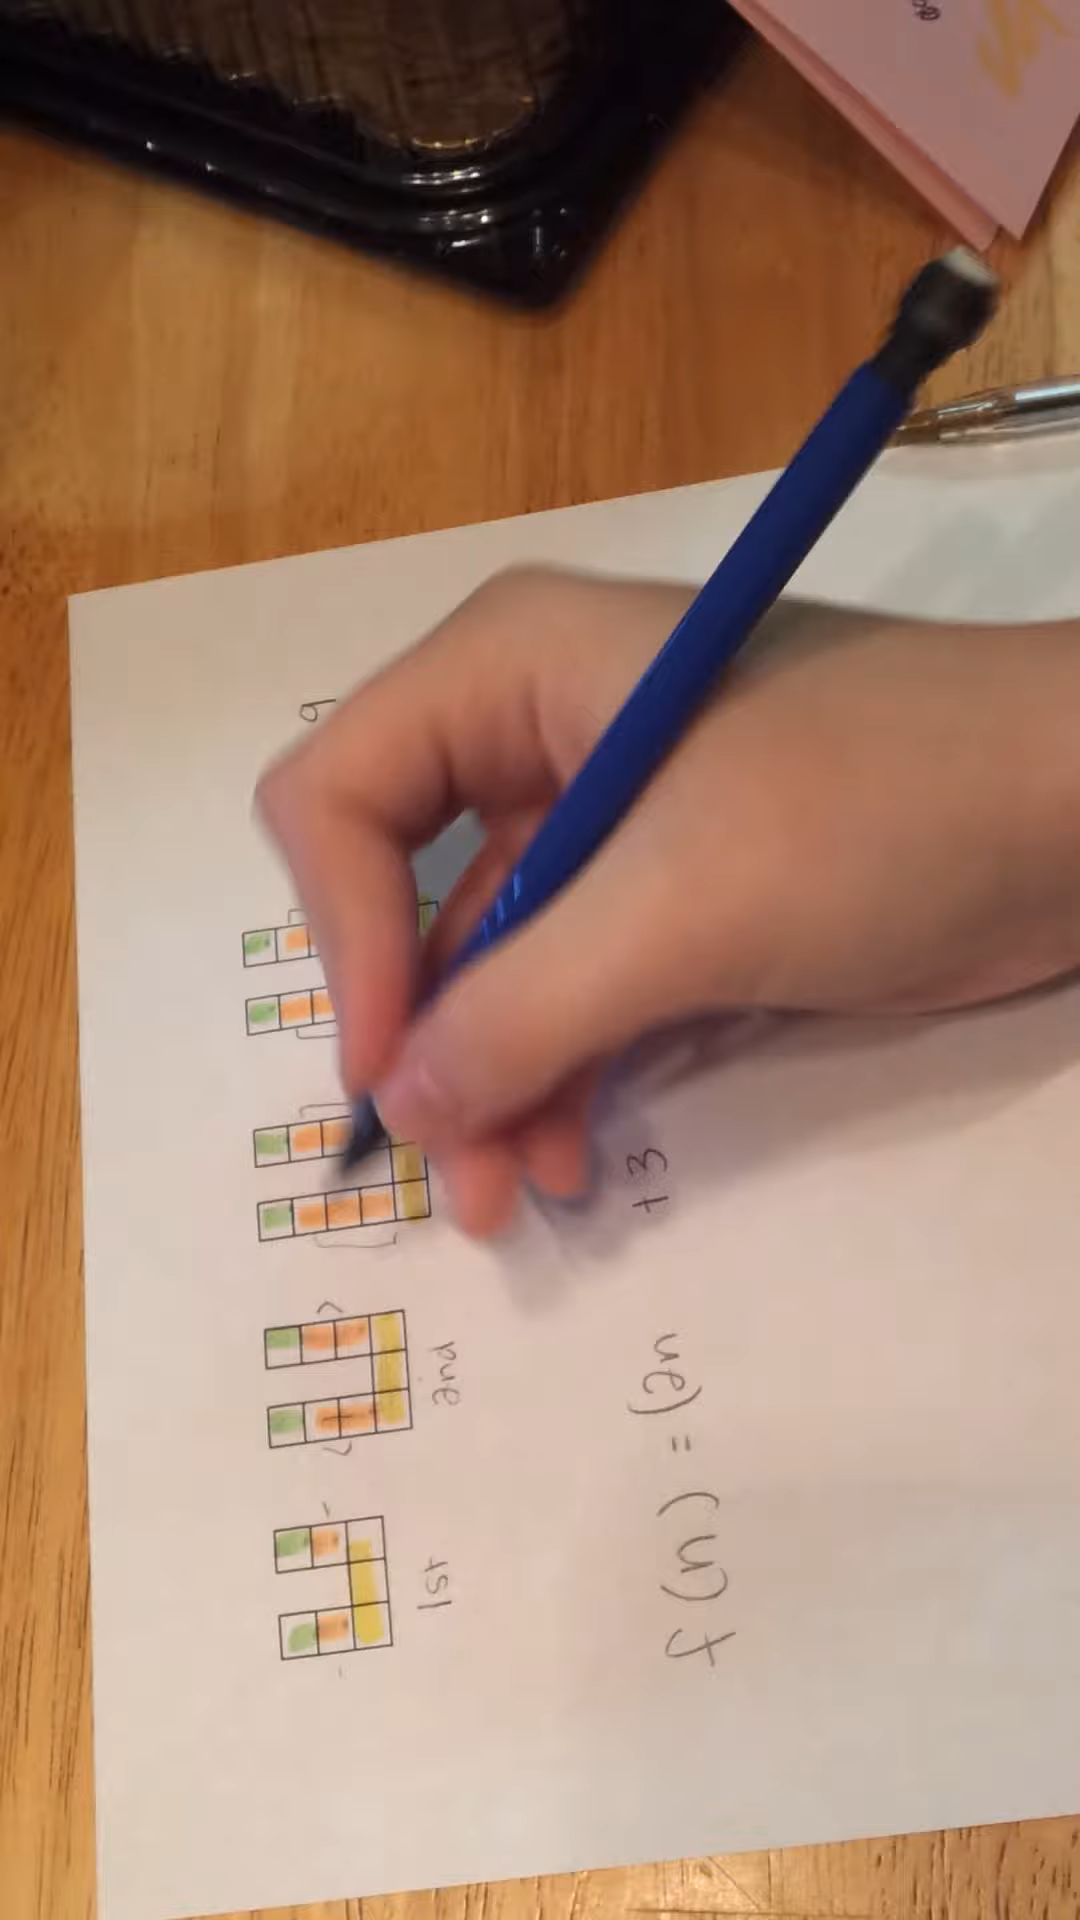 1st 2nd
f(n) = (2n +3